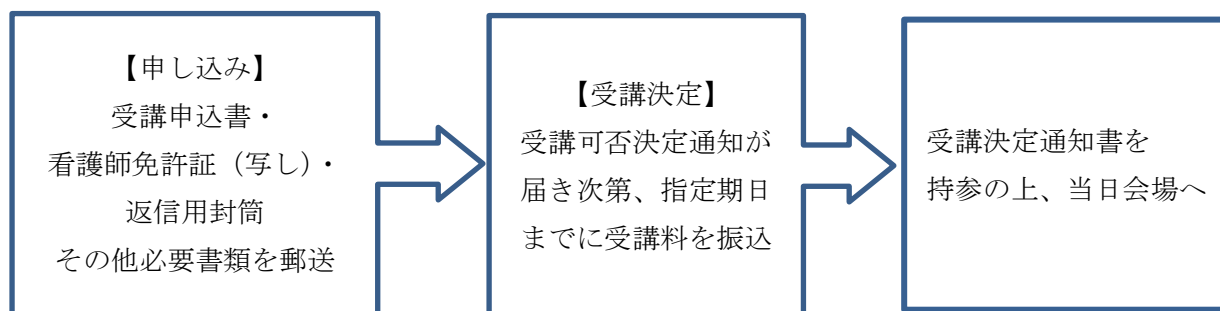 【申し込み】
受講申込書・
看護師免許証（写し）・
返信用封筒
その他必要書類を郵送
【受講決定】
受講可否決定通知が
届き次第、指定期日
までに受講料を振込
受講決定通知書を
持参の上、当日会場へ